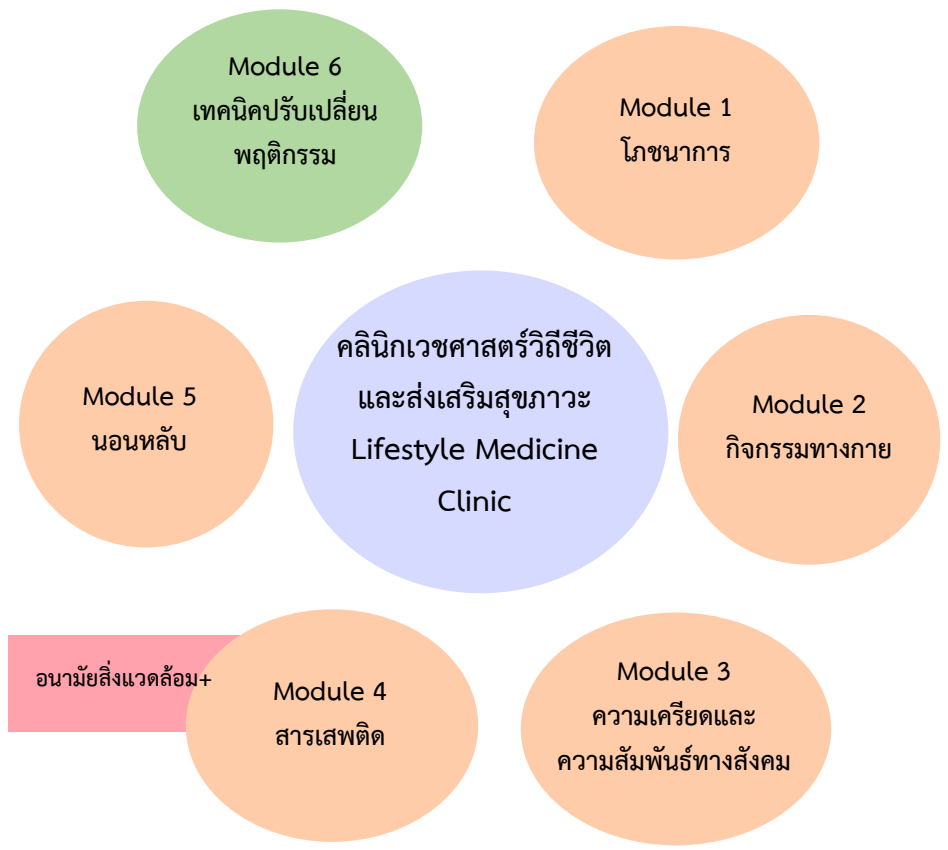 Module 6
เทคนิคปรับเปลี่ยน
พฤติกรรม
Module 1
โภชนาการ
คลินิกเวชศาสตร์วิถีชีวิต
และส่งเสริมสุขภาวะ
Lifestyle Medicine
Clinic
Module 5
นอนหลับ
Module 2
กิจกรรมทางกาย
อนามัยสิ่งแวดล้อม+
Module 4
สารเสพติด
Module 3
ความเครียดและ
ความสัมพันธ์ทางสังคม